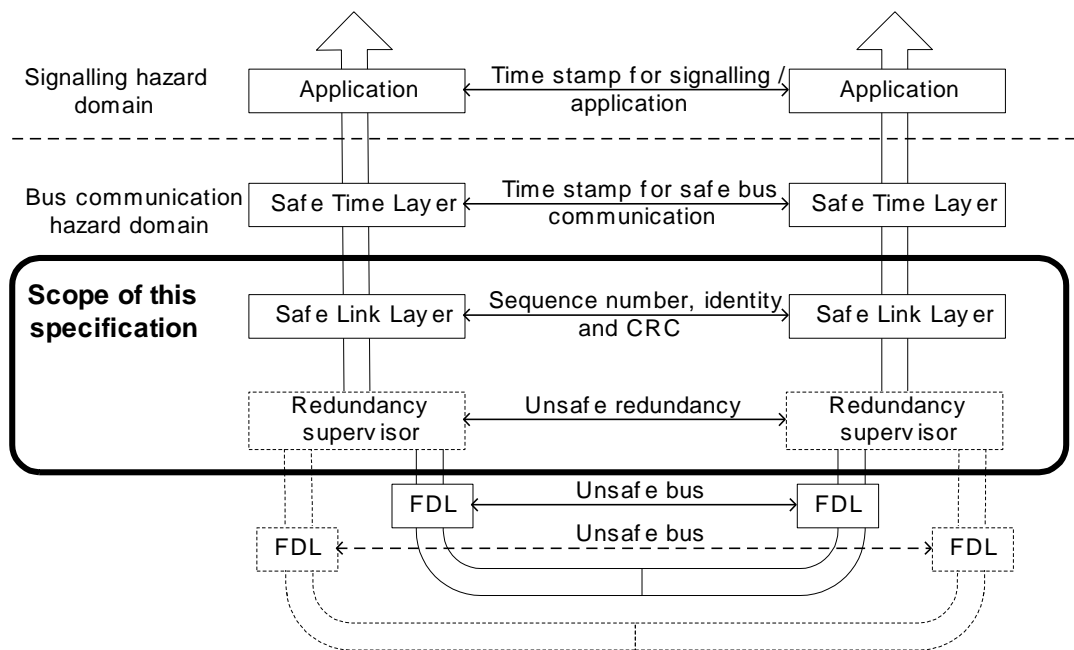 Signalling hazard
domain
Application
Time stamp for signalling /
application
Application
Bus communication
hazard domain
Safe Time Layer
Time stamp for safe bus
communication
Safe Time Layer
Scope of this
specification
Safe Link Layer
Sequence number, identity
and CRC
Safe Link Layer
Redundancy
supervisor
Unsafe redundancy
Redundancy
supervisor
FDL
Unsafe bus
FDL
FDL
Unsafe bus
FDL